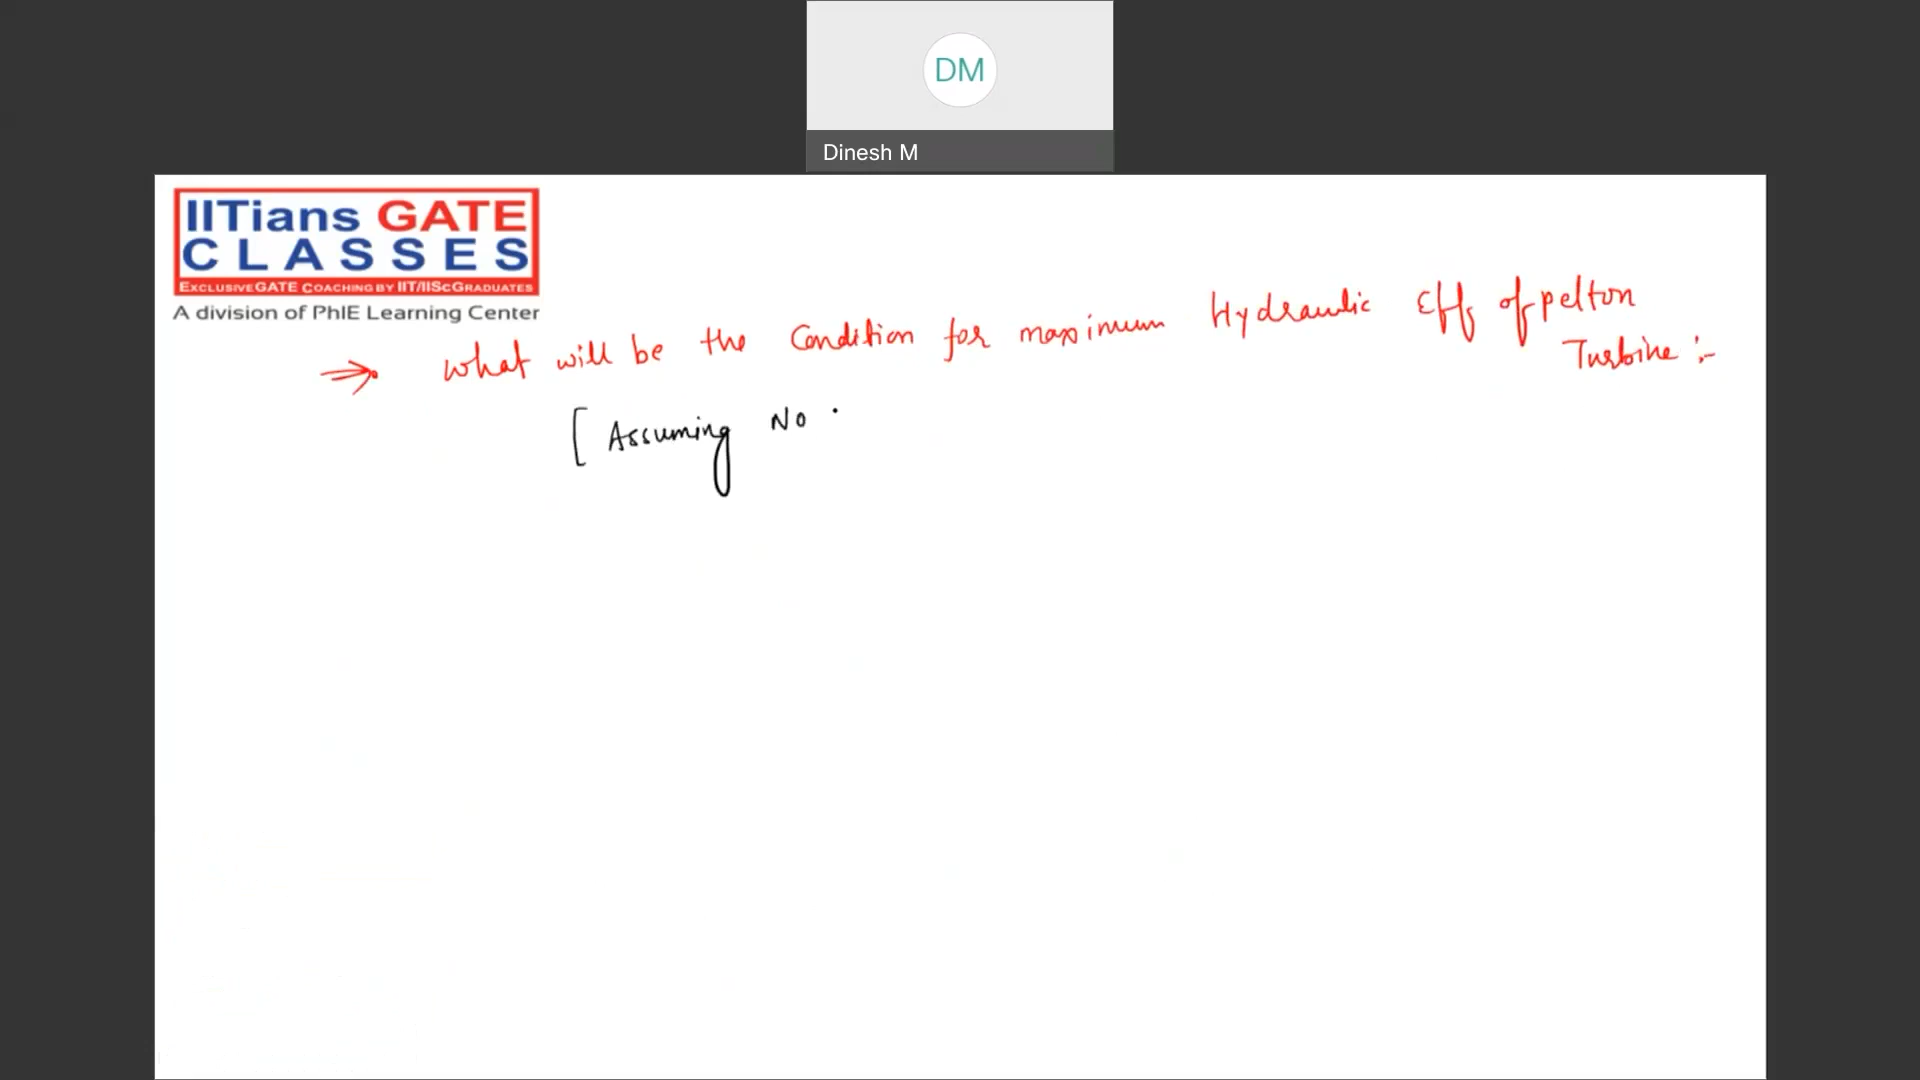 DM
Dinesh M
IITians GATE
CLASSES
EXCLUSIVE GATE COACHING BY IIT/IISc GRADUATES
A division of PhIE Learning Center
⇒ What will be the Condition for maximum Hydraulic Eff of pelton
Turbine :-
[ Assuming No